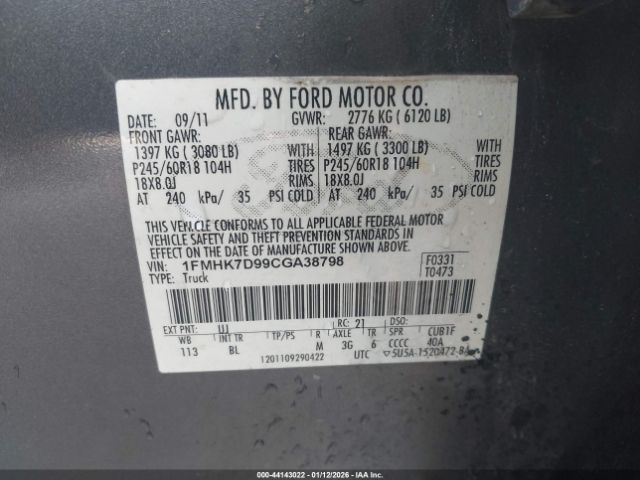 MFD. BY FORD MOTOR CO.
DATE: 09/11 GVWR: 2776 KG ( 6120 LB)
FRONT GAWR: REAR GAWR:
1397 KG ( 3080 LB) WITH 1497 KG ( 3300 LB) WITH
P245/60R18 104H TIRES P245/60R18 104H TIRES
18X8.0J RIMS 18X8.0J RIMS
AT 240 kPa/ 35 PSI COLD AT 240 kPa/ 35 PSI COLD
THIS VEHICLE CONFORMS TO ALL APPLICABLE FEDERAL MOTOR
VEHICLE SAFETY AND THEFT PREVENTION STANDARDS IN
EFFECT ON THE DATE OF MANUFACTURE SHOWN ABOVE.
VIN: 1FMHK7D99CGA38798 F0331
TYPE: Truck T0473
EXT PNT: UJ RC: 21 DSO:
WB INT TR TP/PS R AXLE TR SPR CUB1F
113 BL M 3G 6 CCCC 40A
1201109290422 UTC ▽5U5A-1520472-BA
000-44143022 - 01/12/2026 - IAA Inc.